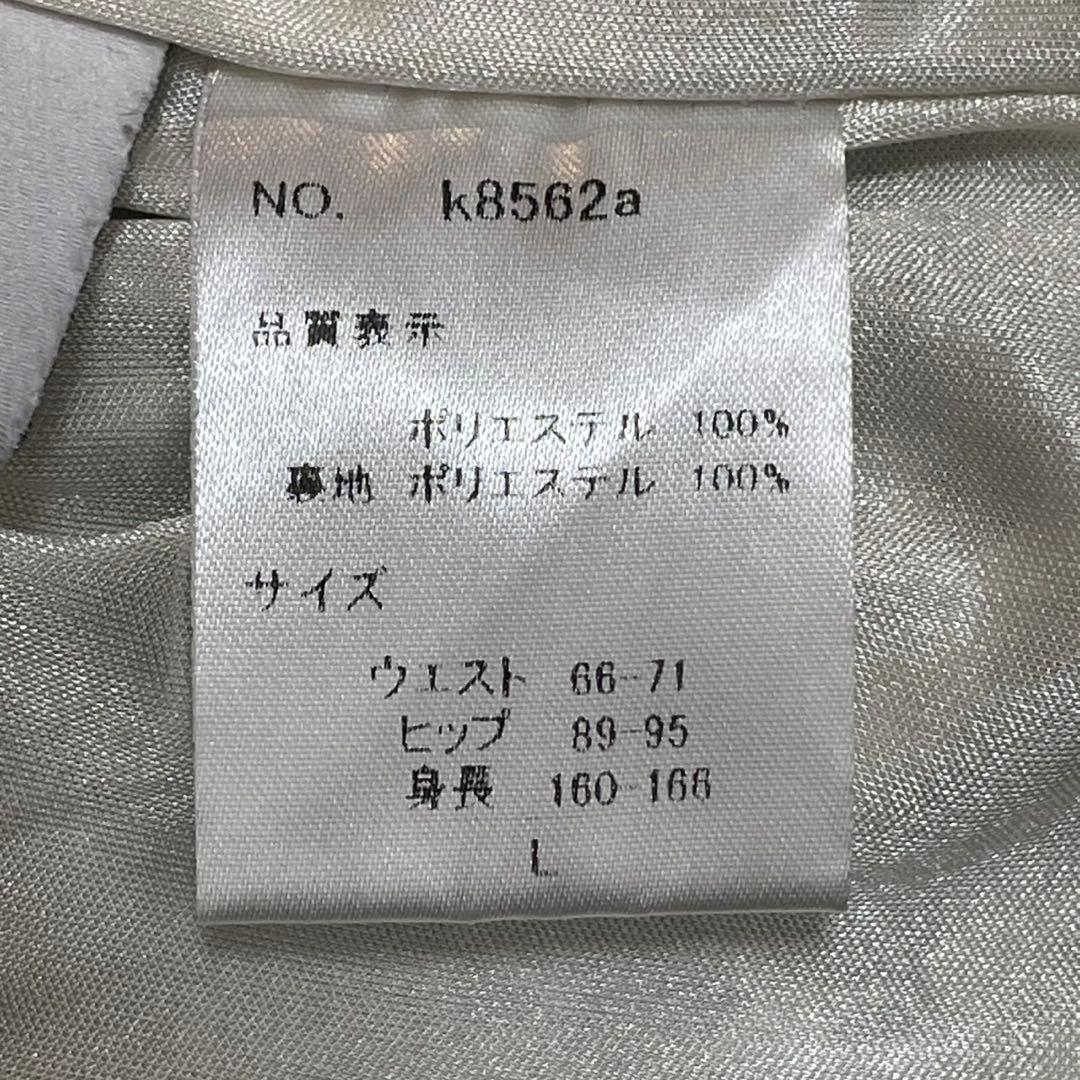 NO. k8562a
品質表示
ポリエステル 100%
裏地 ポリエステル 100%
サイズ
ウエスト 66-71
ヒップ 89-95
身長 160-166
L